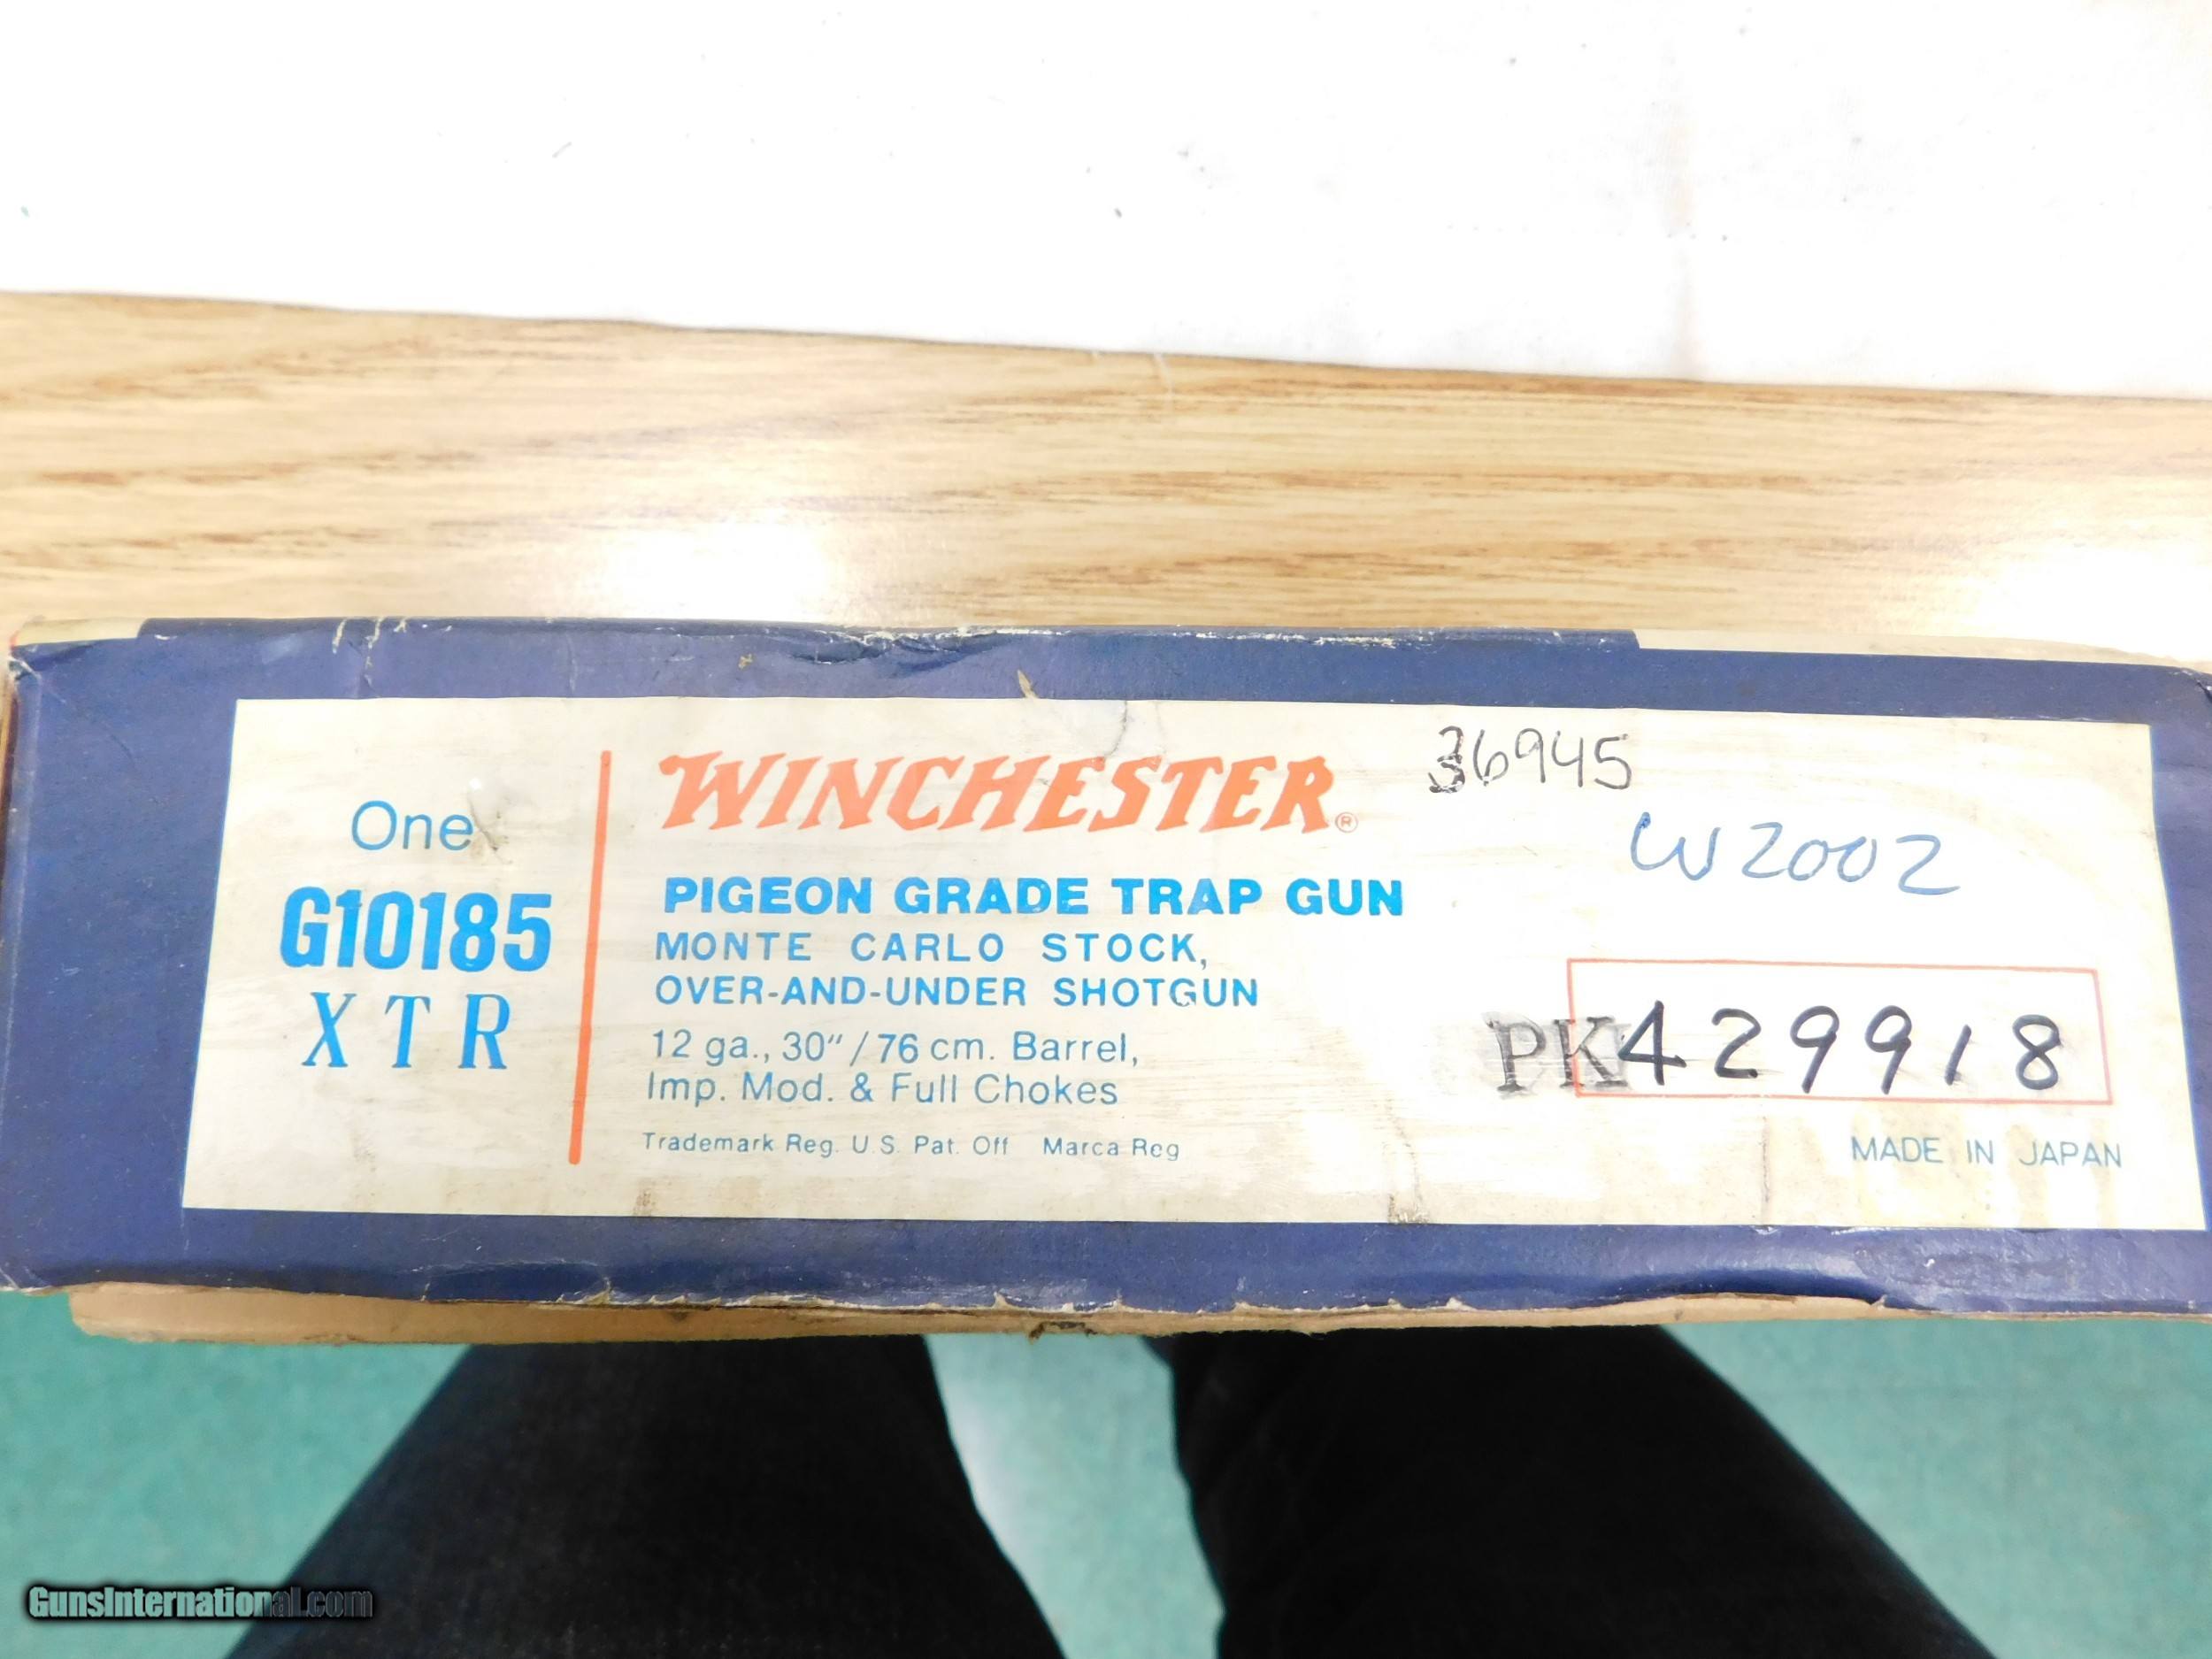 One
G10185
XTR
WINCHESTER®
PIGEON GRADE TRAP GUN
MONTE CARLO STOCK,
OVER-AND-UNDER SHOTGUN
12 ga., 30"/76 cm. Barrel,
Imp. Mod. & Full Chokes
Trademark Reg. U.S. Pat. Off Marca Reg
36945
W2002
PK429918
MADE IN JAPAN
GunsInternational.com